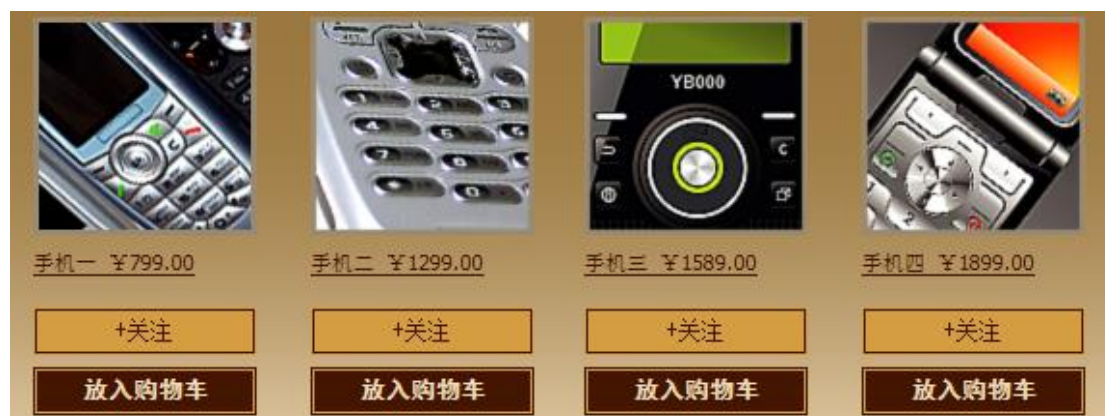 YB000
手机一 ¥799.00
手机二 ¥1299.00
手机三 ¥1589.00
手机四 ¥1899.00
+关注
+关注
+关注
+关注
放入购物车
放入购物车
放入购物车
放入购物车